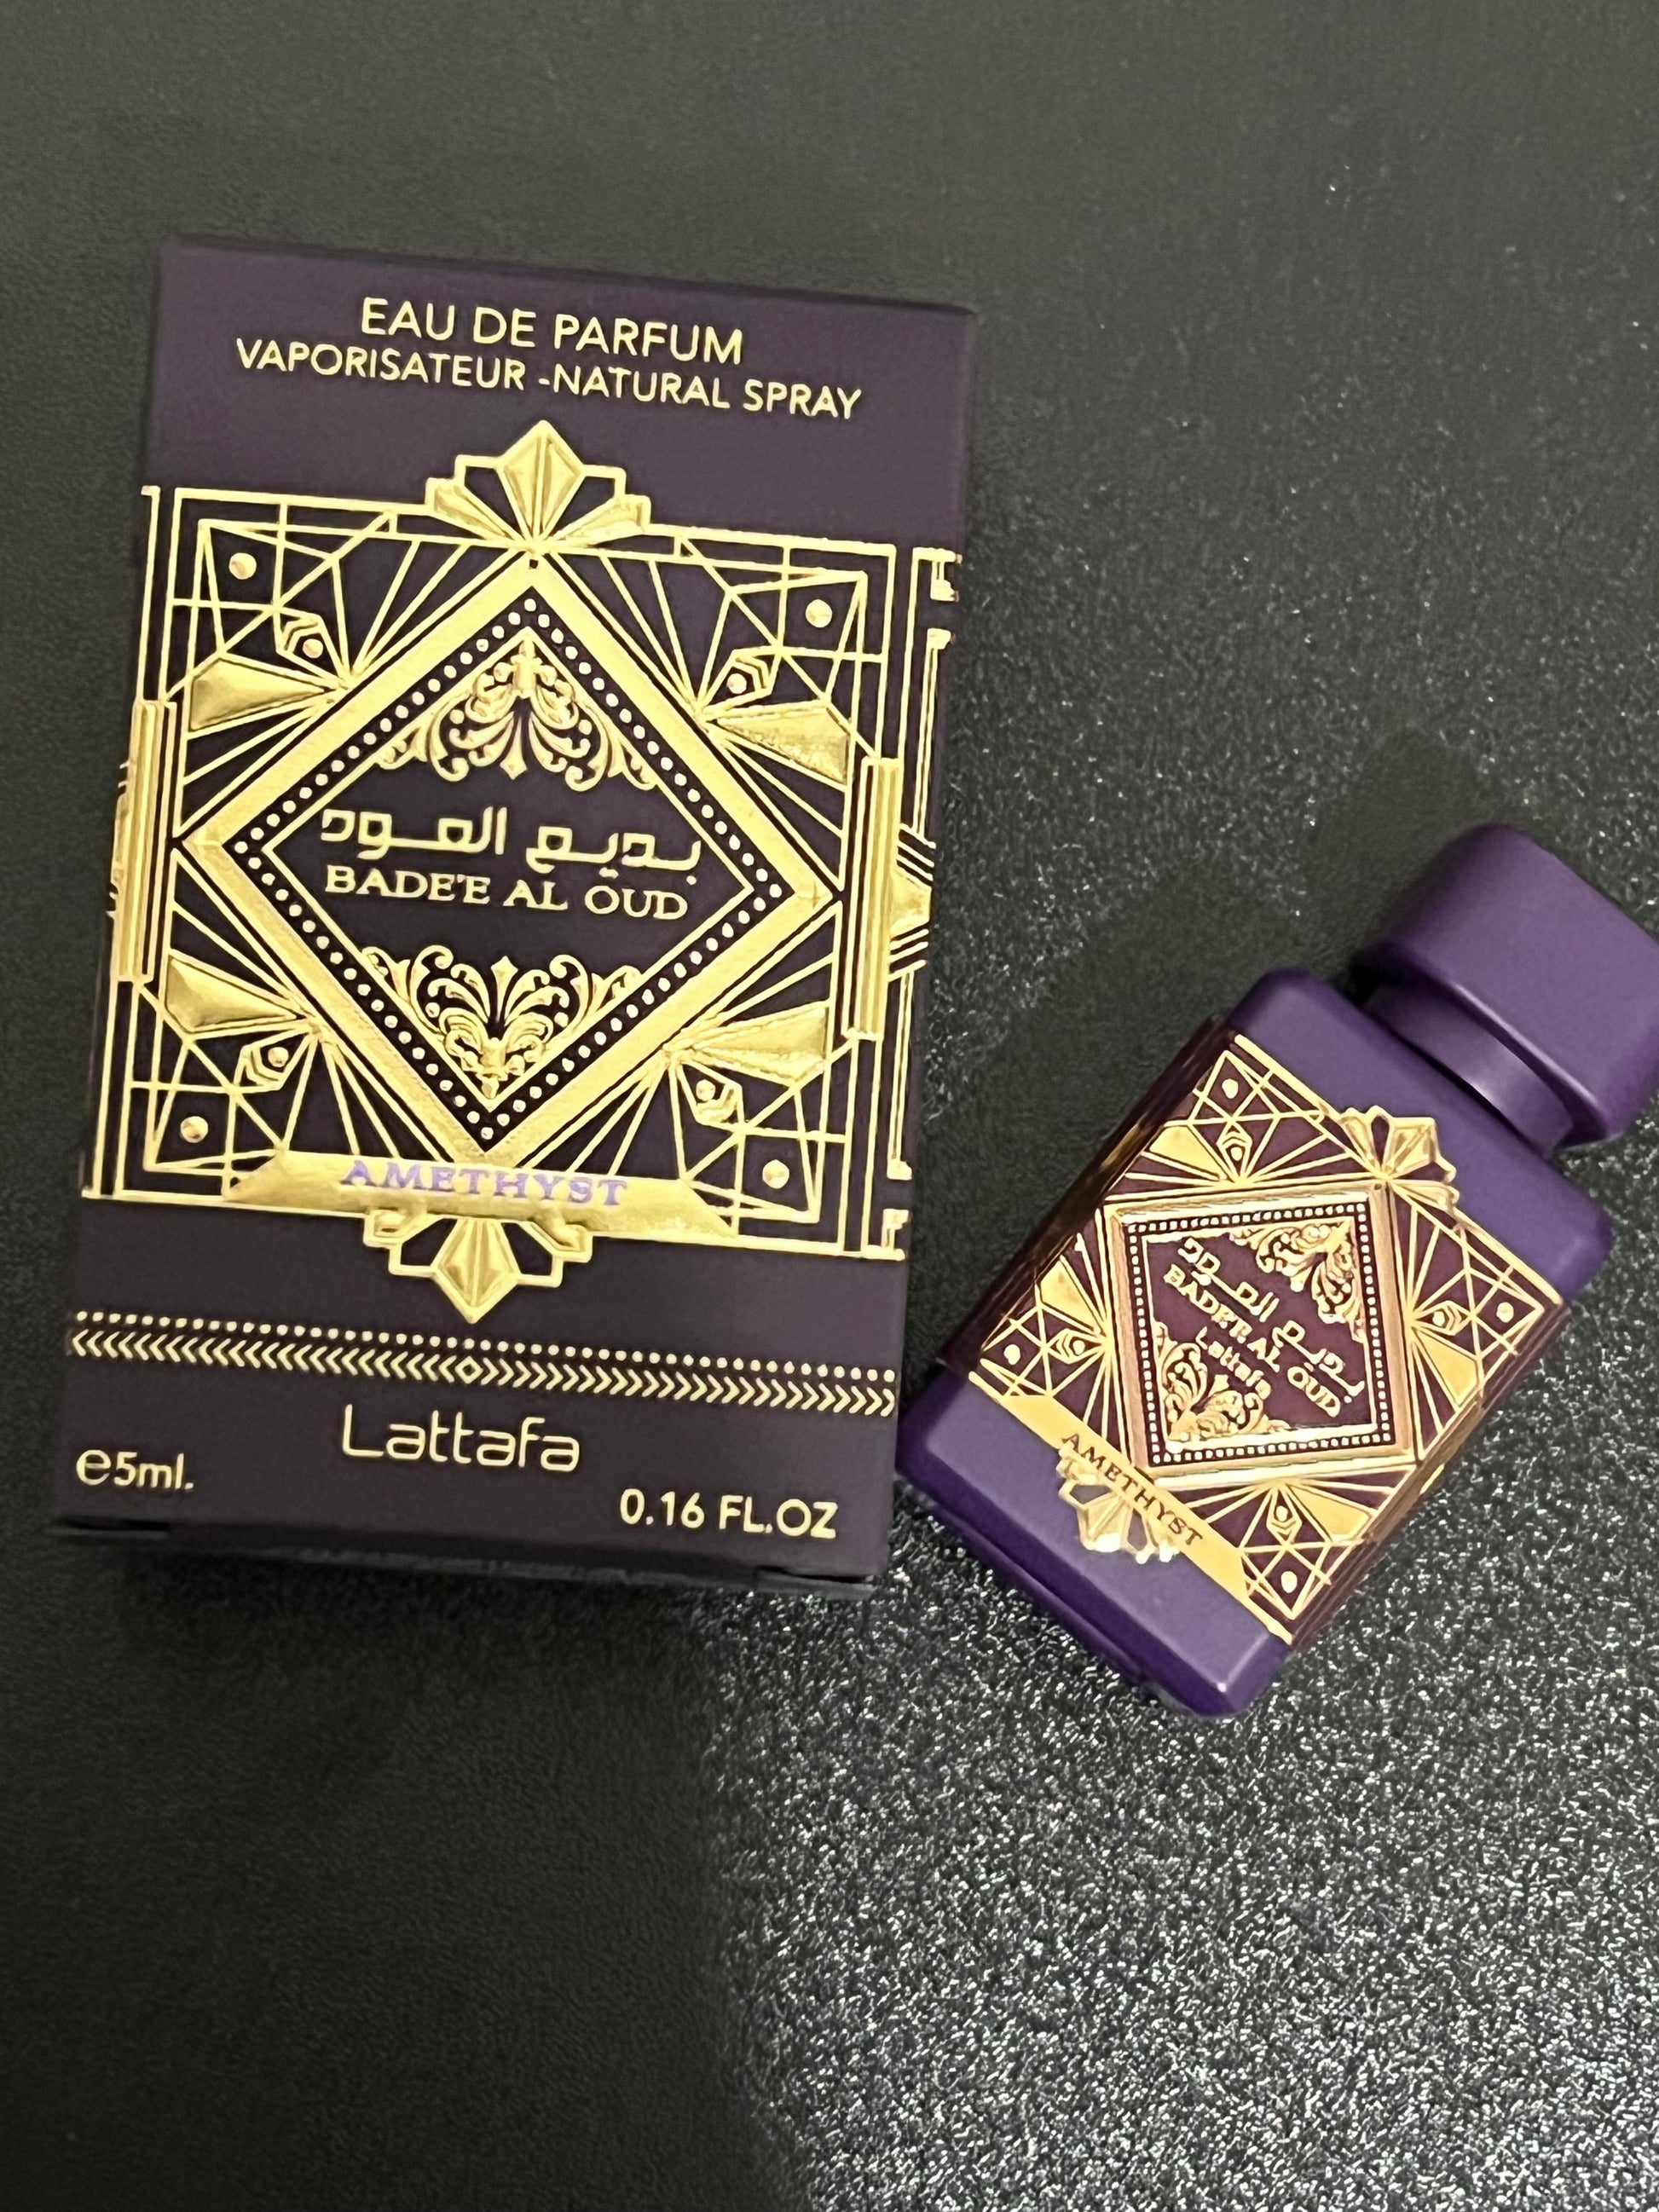 EAU DE PARFUM
VAPORISATEUR -NATURAL SPRAY
بديع العود
BADE'E AL OUD
AMETHYST
Lattafa
e5ml.
0.16 FL.OZ
بديع العود
BADE'E AL OUD
Lattafa
AMETHYST